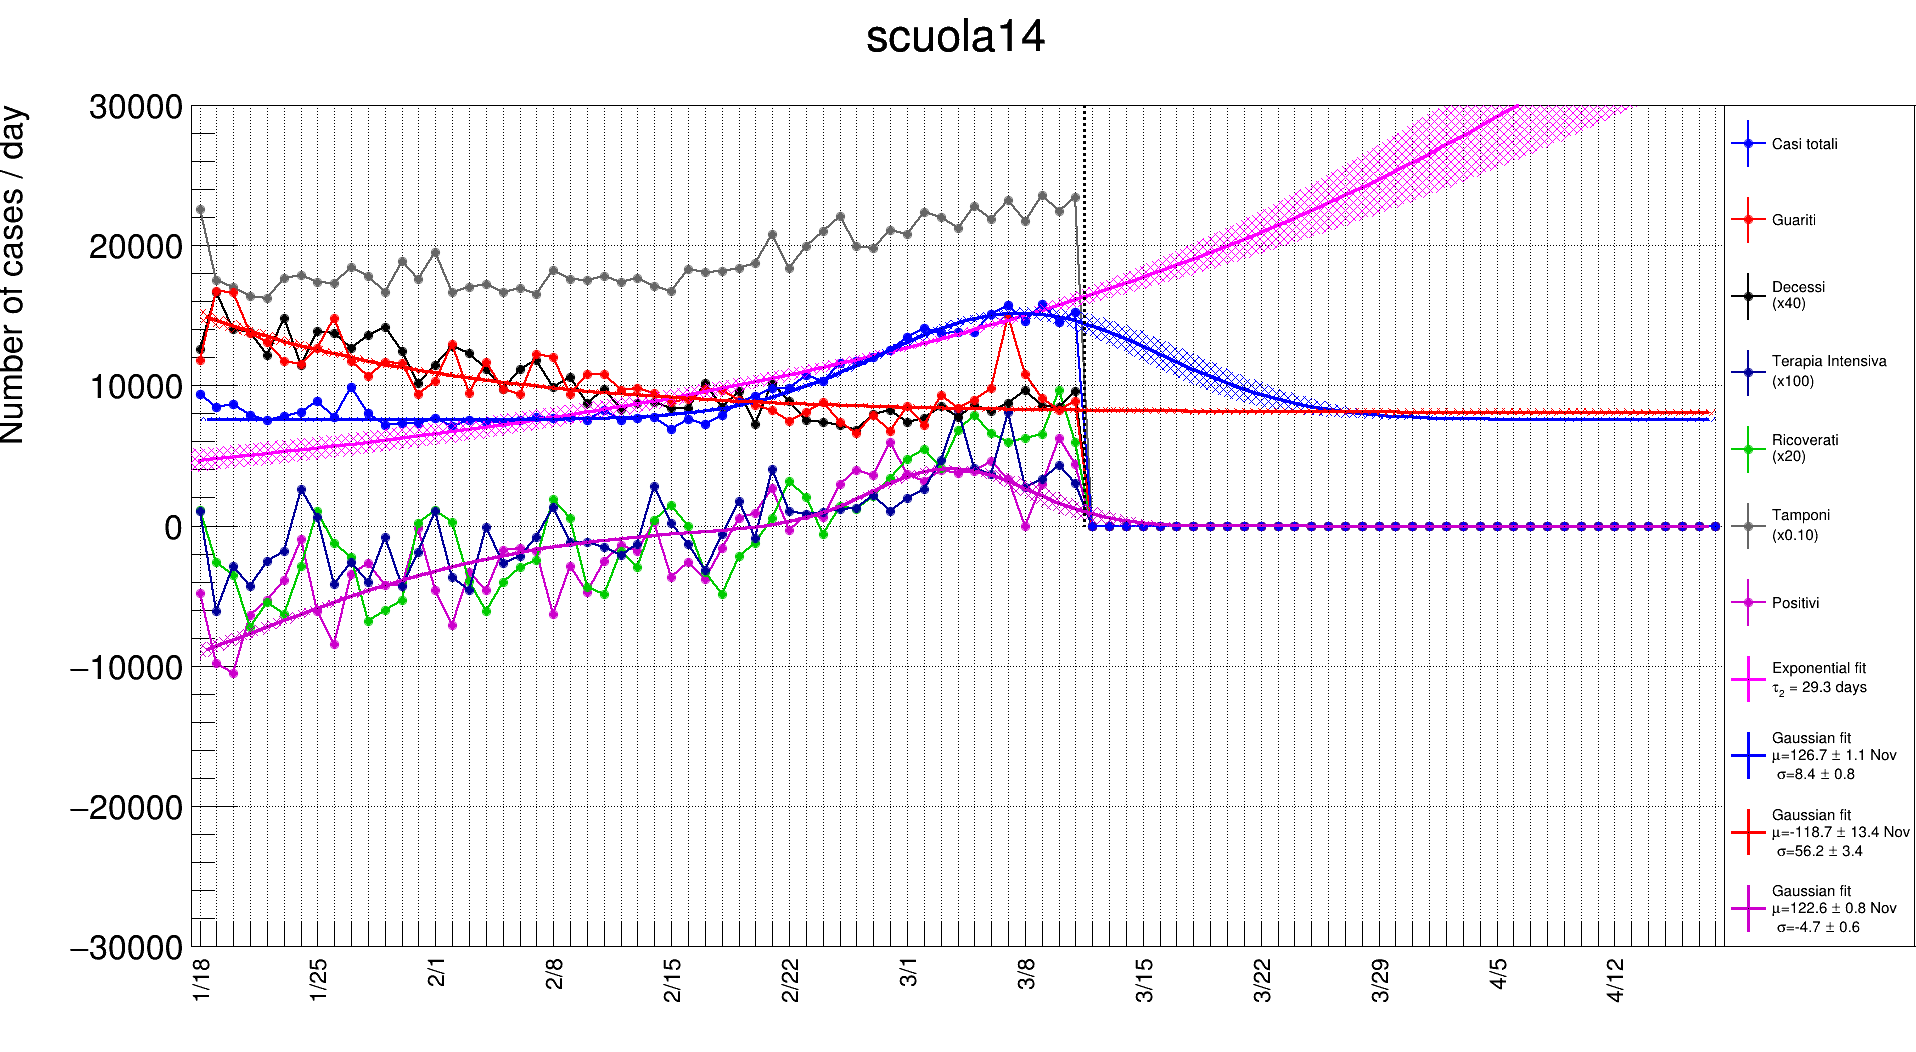 scuola14
Number of cases / day
30000
20000
10000
0
−10000
−20000
−30000
1/18
1/25
2/1
2/8
2/15
2/22
3/1
3/8
3/15
3/22
3/29
4/5
4/12
Casi totali
Guariti
Decessi
(x40)
Terapia Intensiva
(x100)
Ricoverati
(x20)
Tamponi
(x0.10)
Positivi
Exponential fit
τ2 = 29.3 days
Gaussian fit
μ=126.7 ± 1.1 Nov
σ=8.4 ± 0.8
Gaussian fit
μ=-118.7 ± 13.4 Nov
σ=56.2 ± 3.4
Gaussian fit
μ=122.6 ± 0.8 Nov
σ=-4.7 ± 0.6